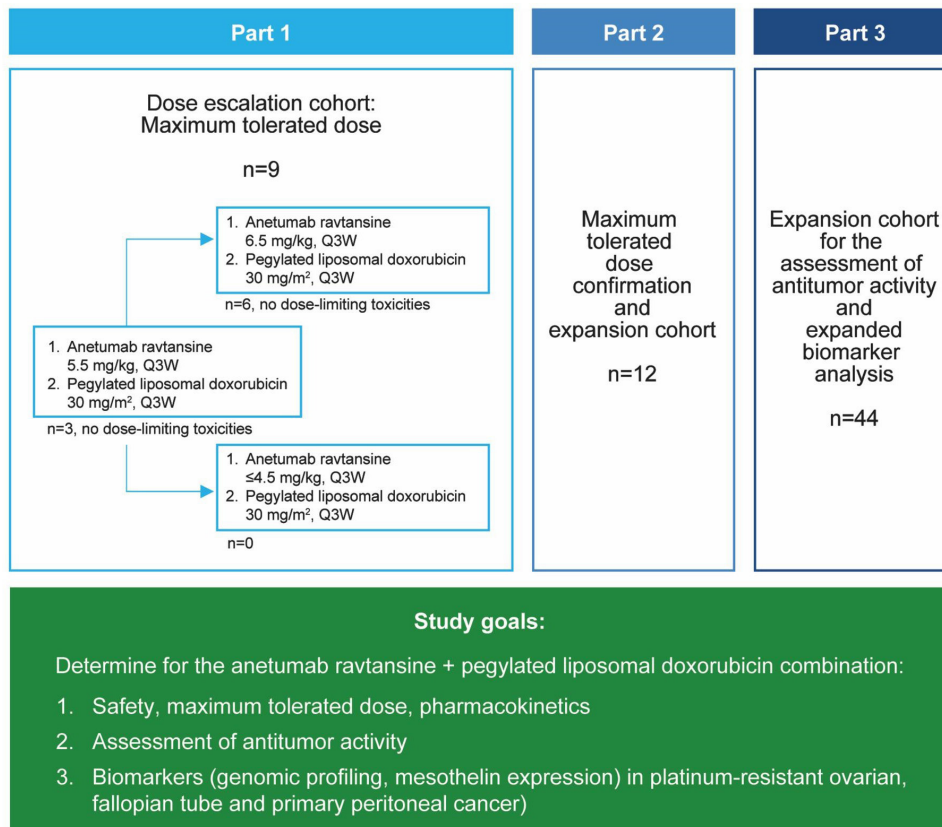 Part 1
Dose escalation cohort:
Maximum tolerated dose
n=9
1. Anetumab ravtansine
6.5 mg/kg, Q3W
2. Pegylated liposomal doxorubicin
30 mg/m², Q3W
n=6, no dose-limiting toxicities
1. Anetumab ravtansine
5.5 mg/kg, Q3W
2. Pegylated liposomal doxorubicin
30 mg/m², Q3W
n=3, no dose-limiting toxicities
1. Anetumab ravtansine
≤4.5 mg/kg, Q3W
2. Pegylated liposomal doxorubicin
30 mg/m², Q3W
n=0
Part 2
Maximum
tolerated
dose
confirmation
and
expansion cohort
n=12
Part 3
Expansion cohort
for the
assessment of
antitumor activity
and
expanded
biomarker
analysis
n=44
Study goals:
Determine for the anetumab ravtansine + pegylated liposomal doxorubicin combination:
1. Safety, maximum tolerated dose, pharmacokinetics
2. Assessment of antitumor activity
3. Biomarkers (genomic profiling, mesothelin expression) in platinum-resistant ovarian,
fallopian tube and primary peritoneal cancer)